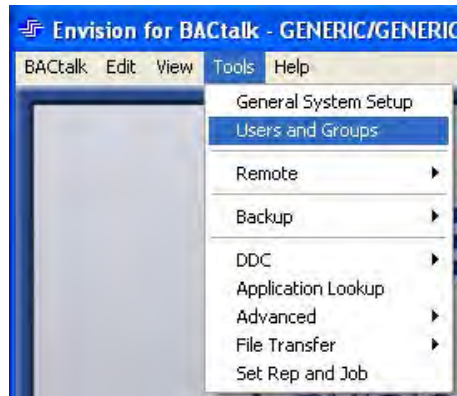 Envision for BACtalk - GENERIC/GENERIC
BACtalk Edit View Tools Help
General System Setup
Users and Groups
Remote
Backup
DDC
Application Lookup
Advanced
File Transfer
Set Rep and Job